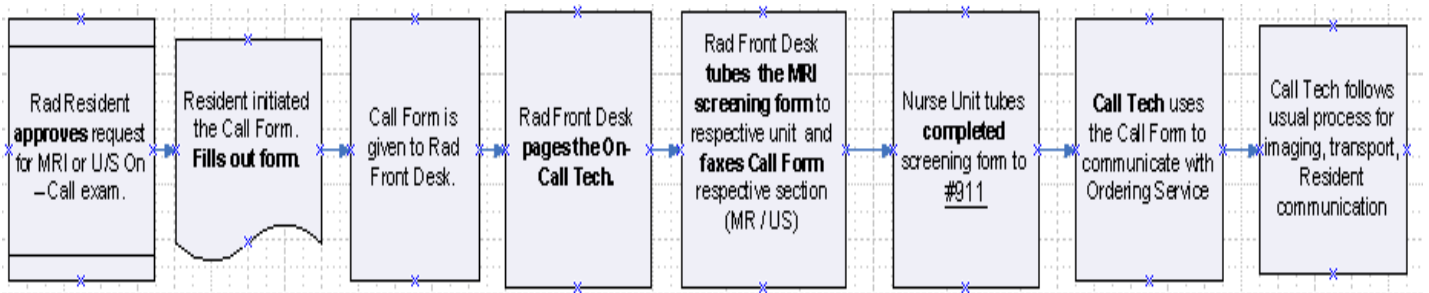 Rad Resident
approves request
for MRI or U/S On
–Call exam.
Resident initiated
the Call Form.
Fills out form.
Call Form is
given to Rad
Front Desk.
Rad Front Desk
pages the On-
Call Tech.
Rad Front Desk
tubes the MRI
screening form to
respective unit and
faxes Call Form
respective section
(MR / US)
Nurse Unit tubes
completed
screening form to
#911
Call Tech uses
the Call Form to
communicate with
Ordering Service
Call Tech follows
usual process for
imaging, transport,
Resident
communication